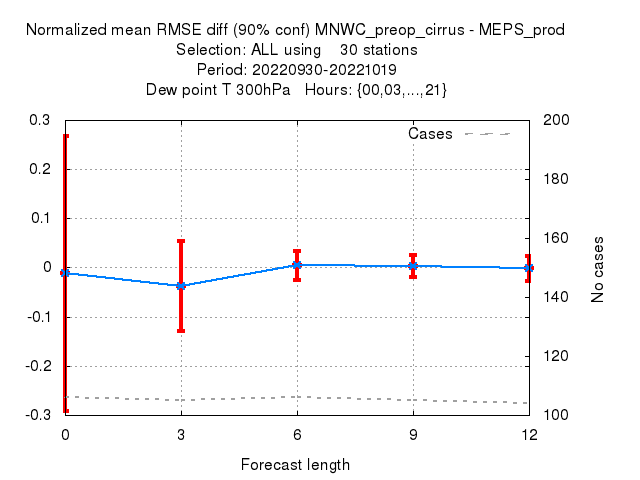 Normalized mean RMSE diff (90% conf) MNWC_preop_cirrus - MEPS_prod
Selection: ALL using    30 stations
Period: 20220930-20221019
Dew point T 300hPa   Hours: {00,03,...,21}
Cases
0.3
0.2
0.1
0
-0.1
-0.2
-0.3
200
180
160
140
120
100
No cases
0
3
6
9
12
Forecast length